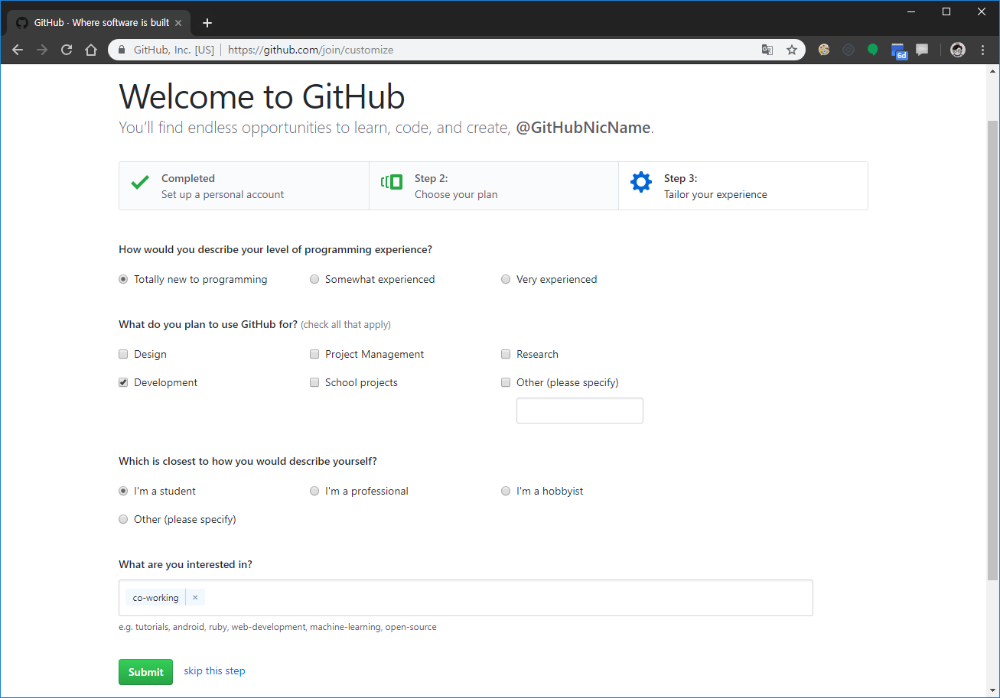 GitHub · Where software is built
GitHub, Inc. [US] | https://github.com/join/customize
6d
Welcome to GitHub
You’ll find endless opportunities to learn, code, and create, @GitHubNicName.
Completed
Set up a personal account
Step 2:
Choose your plan
Step 3:
Tailor your experience
How would you describe your level of programming experience?
Totally new to programming
Somewhat experienced
Very experienced
What do you plan to use GitHub for? (check all that apply)
Design
Project Management
Research
Development
School projects
Other (please specify)
Which is closest to how you would describe yourself?
I'm a student
I'm a professional
I'm a hobbyist
Other (please specify)
What are you interested in?
co-working ×
e.g. tutorials, android, ruby, web-development, machine-learning, open-source
Submit
skip this step